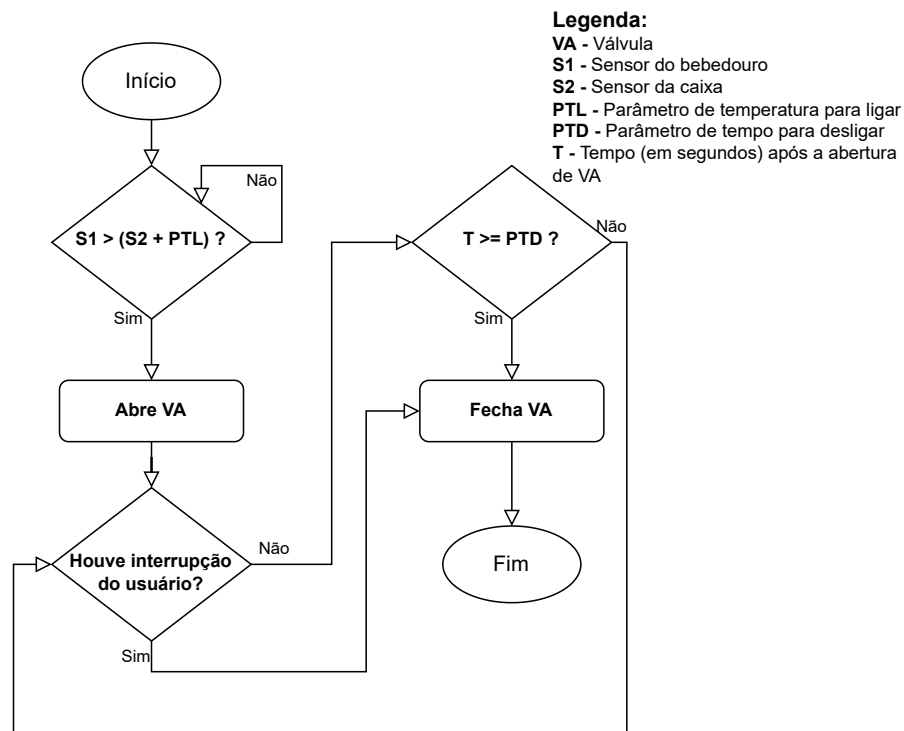 Legenda:
VA - Válvula
S1 - Sensor do bebedouro
S2 - Sensor da caixa
PTL - Parâmetro de temperatura para ligar
PTD - Parâmetro de tempo para desligar
T - Tempo (em segundos) após a abertura
de VA
Início
Não
S1 > (S2 + PTL) ?
Sim
Abre VA
Houve interrupção
do usuário?
Não
Sim
T >= PTD ?
Não
Sim
Fecha VA
Fim